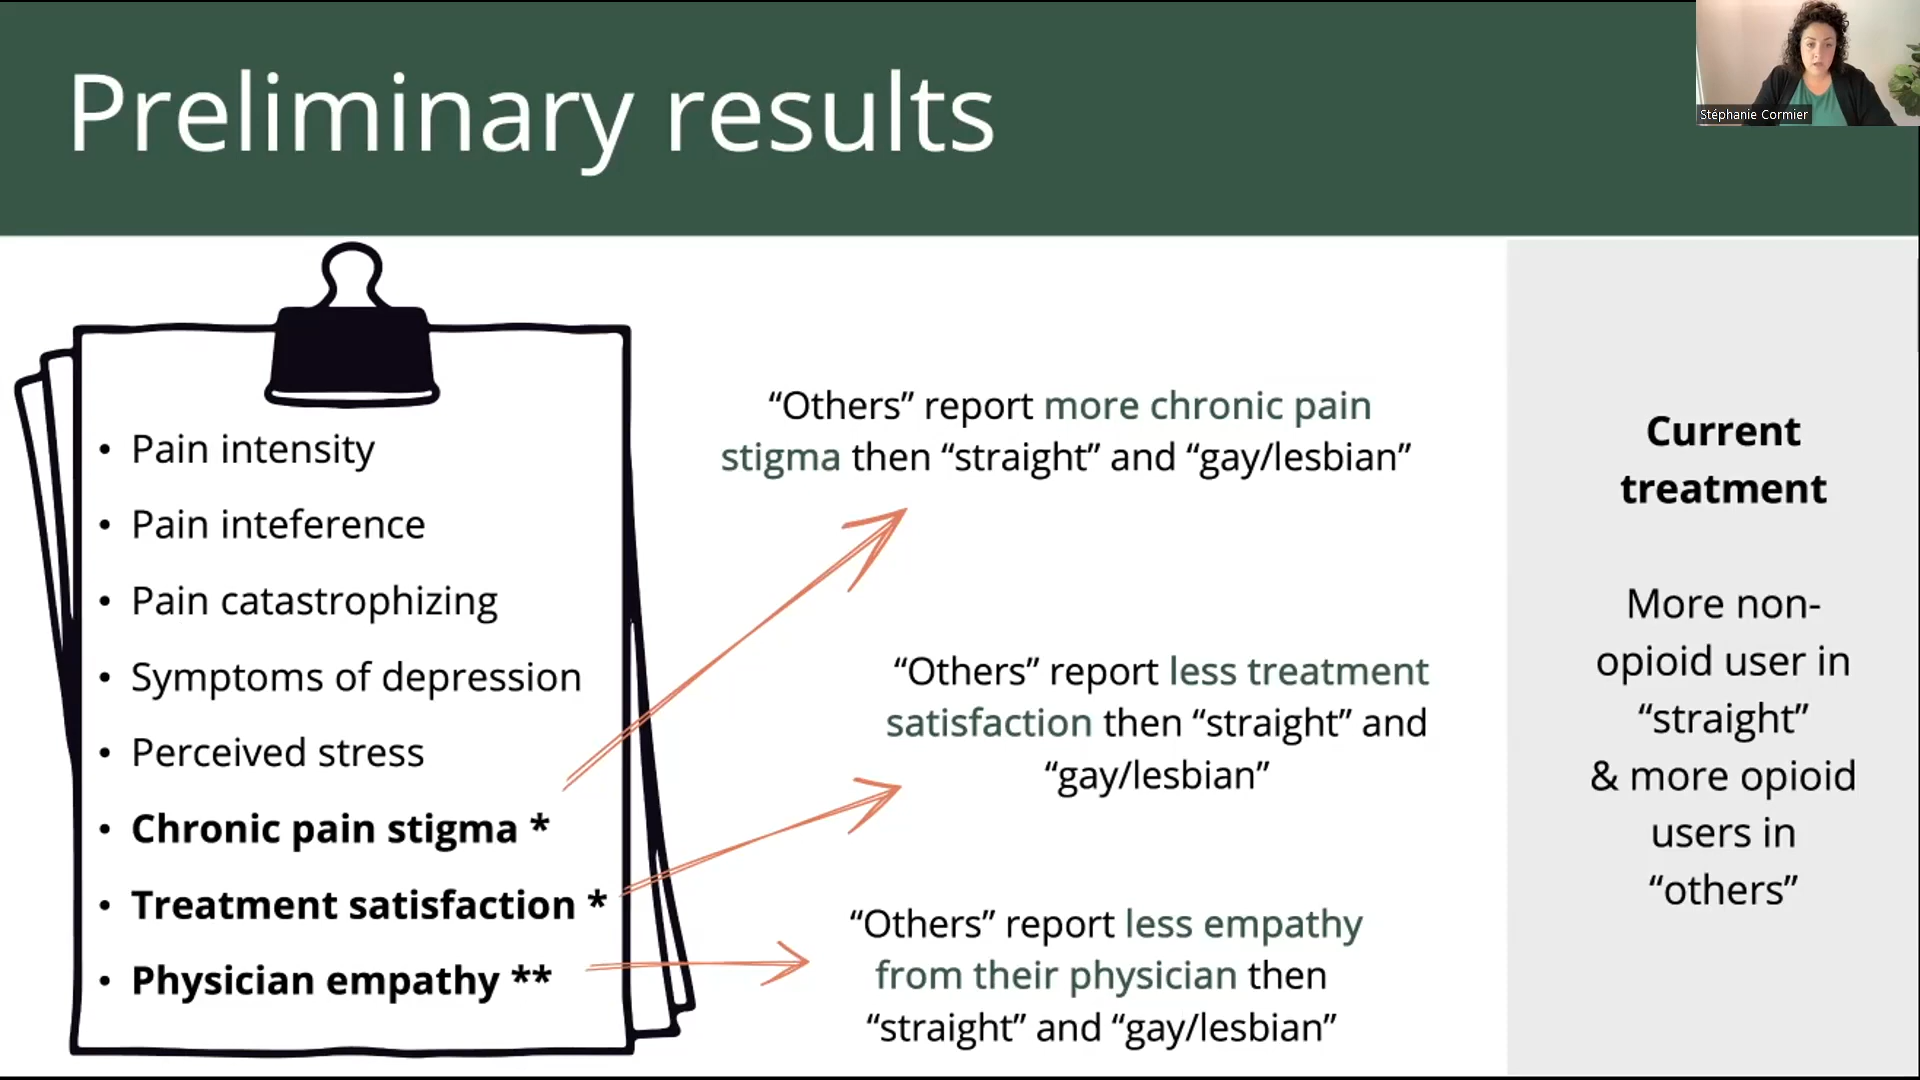 Preliminary results
Stéphanie Cormier
• Pain intensity
• Pain inteference
• Pain catastrophizing
• Symptoms of depression
• Perceived stress
• Chronic pain stigma *
• Treatment satisfaction *
• Physician empathy **
“Others” report more chronic pain
stigma then “straight” and “gay/lesbian”
“Others” report less treatment
satisfaction then “straight” and
“gay/lesbian”
“Others” report less empathy
from their physician then
“straight” and “gay/lesbian”
Current
treatment
More non-
opioid user in
“straight”
& more opioid
users in
“others”